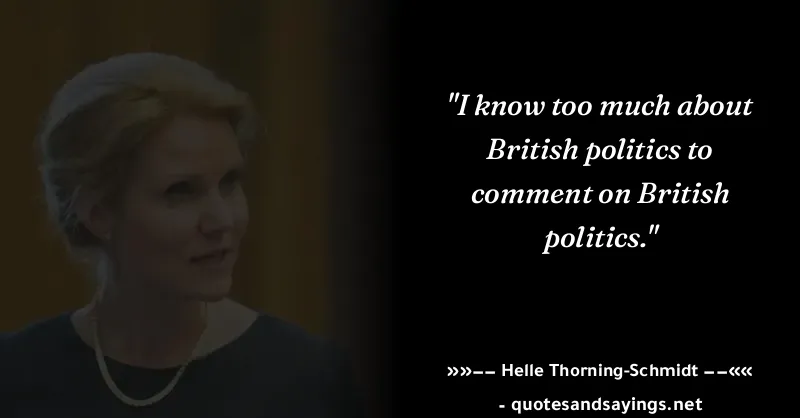 "I know too much about
British politics to
comment on British
politics."
»»–– Helle Thorning-Schmidt ––««
- quotesandsayings.net